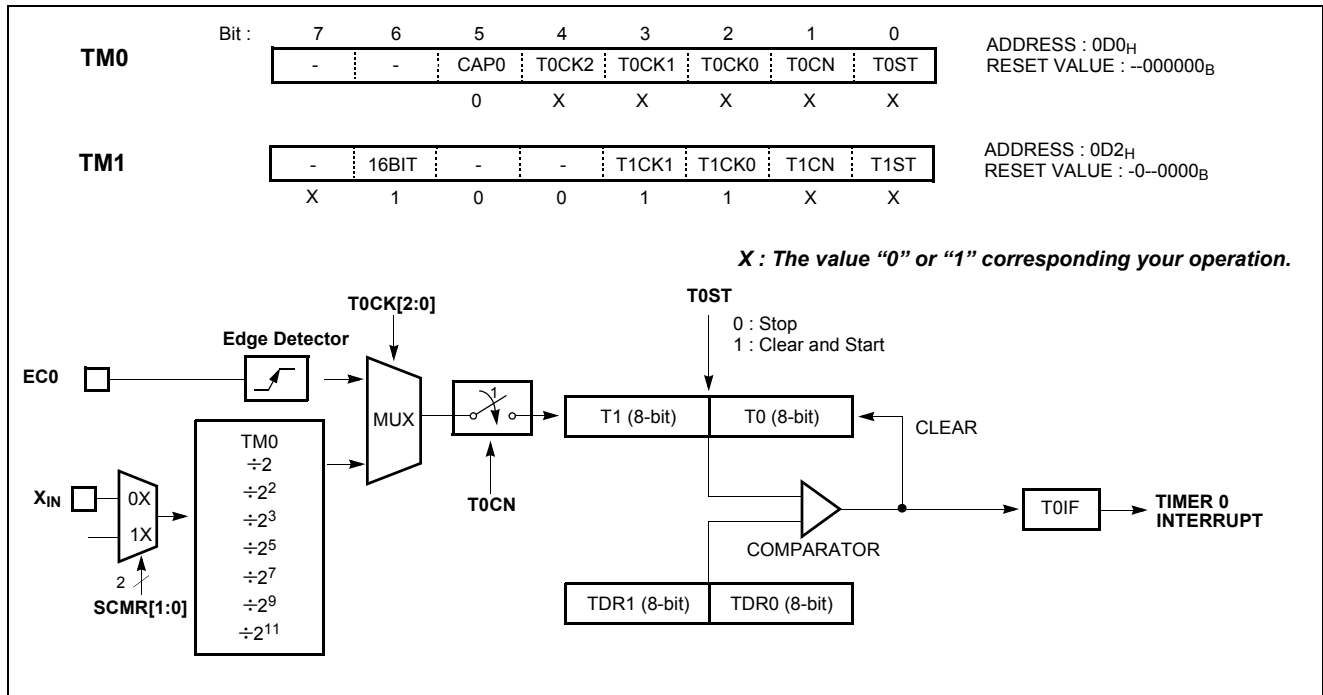 TM0
Bit : 7 6 5 4 3 2 1 0
- - CAP0 T0CK2 T0CK1 T0CK0 T0CN T0ST
0 X X X X X
ADDRESS : 0D0H
RESET VALUE : --000000B
TM1
- 16BIT - - T1CK1 T1CK0 T1CN T1ST
X 1 0 0 1 1 X X
ADDRESS : 0D2H
RESET VALUE : -0--0000B
X : The value “0” or “1” corresponding your operation.
T0CK[2:0]
T0ST
0 : Stop
1 : Clear and Start
Edge Detector
EC0
MUX
1
T0CN
T1 (8-bit) T0 (8-bit)
CLEAR
XIN
0X
1X
2
SCMR[1:0]
TM0
÷2
÷2²
÷2³
÷2⁵
÷2⁷
÷2⁹
÷2¹¹
COMPARATOR
T0IF
TIMER 0
INTERRUPT
TDR1 (8-bit) TDR0 (8-bit)